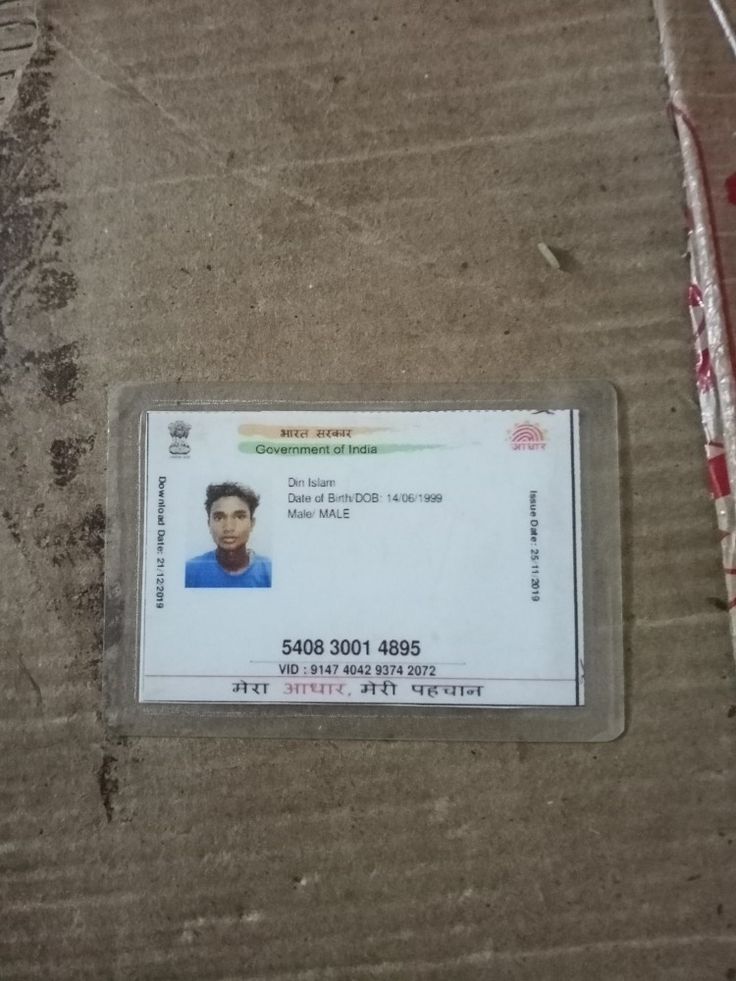 भारत सरकार
Government of India
आधार
Din Islam
Date of Birth/DOB: 14/06/1999
Male/ MALE
Download Date: 21/12/2019
Issue Date: 25/11/2019
5408 3001 4895
VID : 9147 4042 9374 2072
मेरा आधार, मेरी पहचान